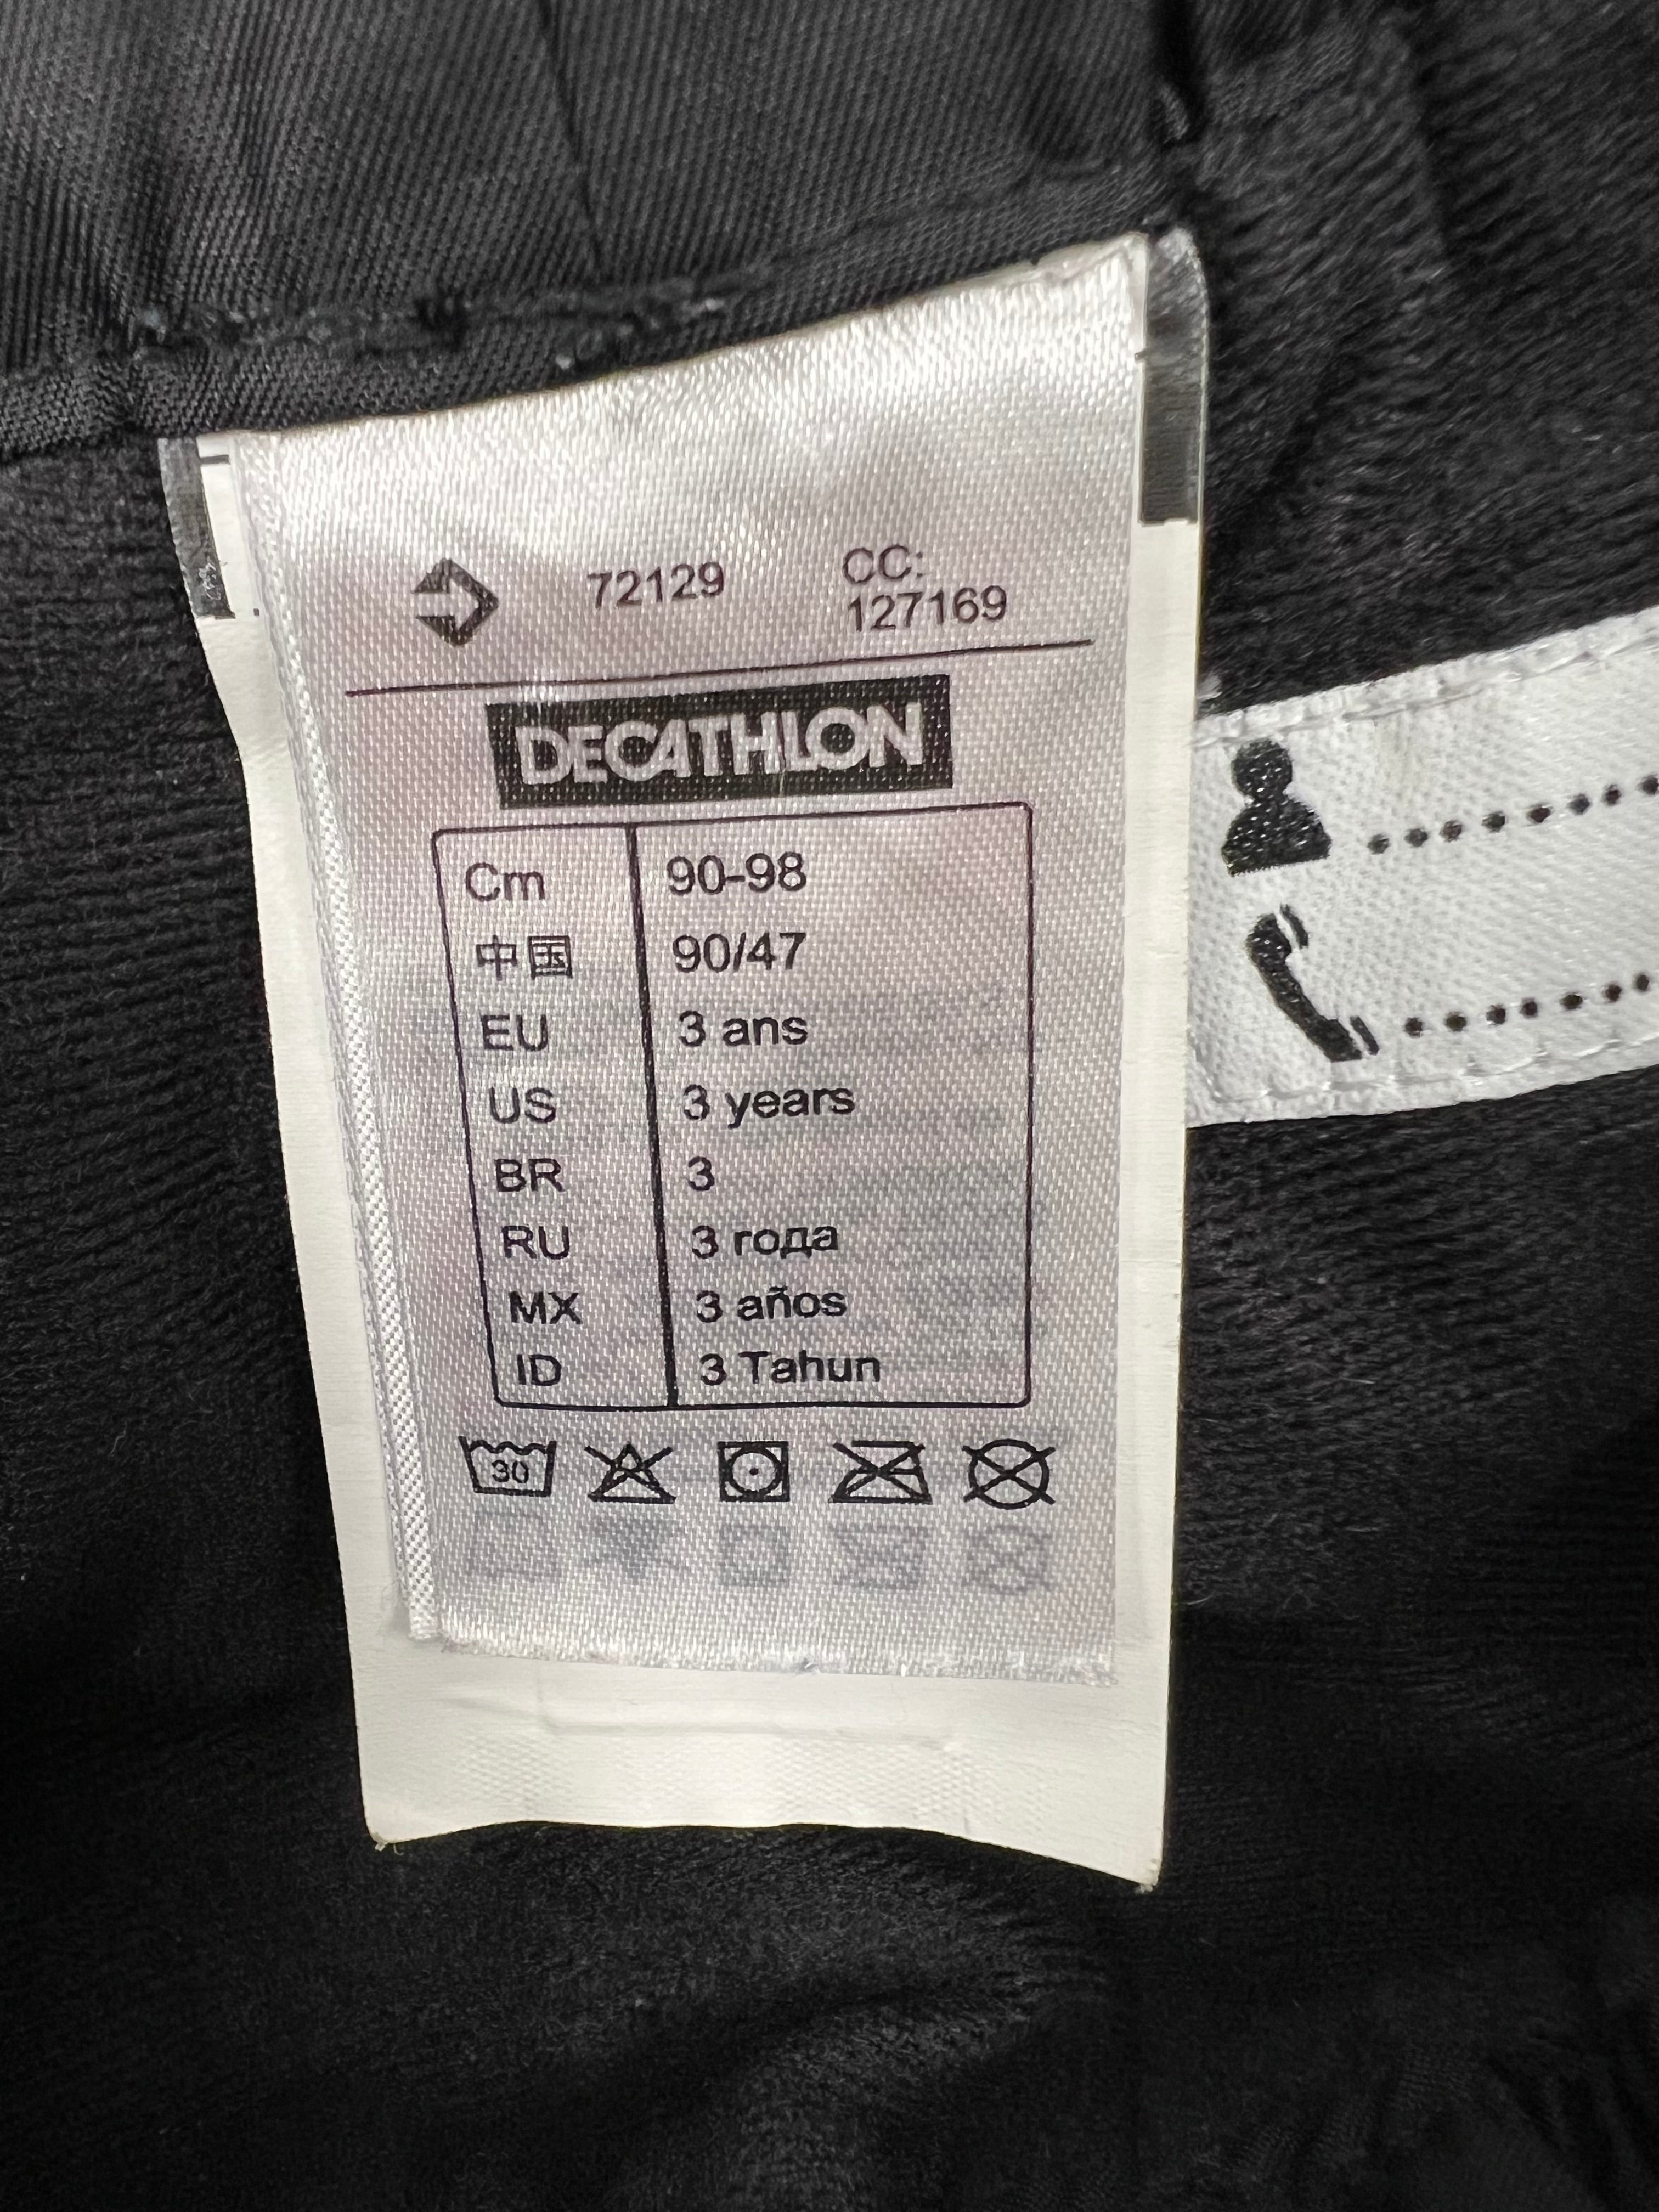 72129 CC:
127169
DECATHLON
Cm 90-98
中国 90/47
EU 3 ans
US 3 years
BR 3
RU 3 года
MX 3 años
ID 3 Tahun
30